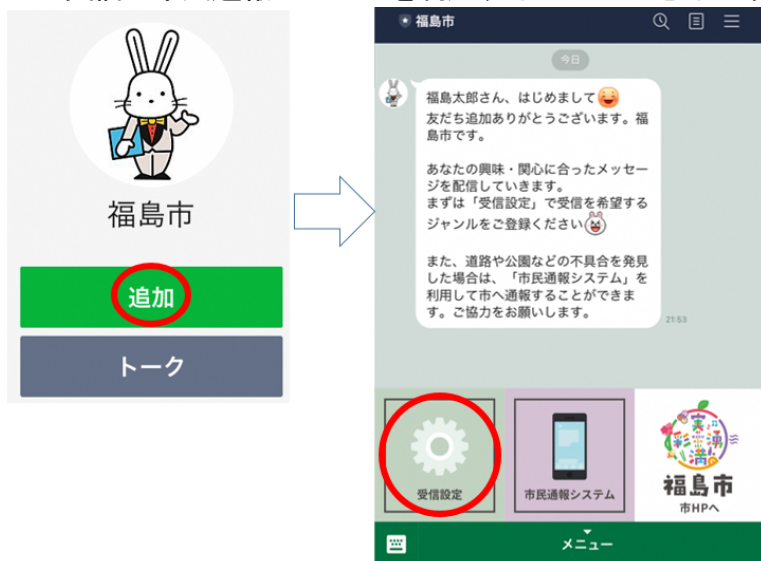 福島市
追加
トーク
福島市
今日
福島太郎さん、はじめまして
友だち追加ありがとうございます。福
島市です。
あなたの興味・関心に合ったメッセー
ジを配信していきます。
まずは「受信設定」で受信を希望する
ジャンルをご登録ください
また、道路や公園などの不具合を発見
した場合は、「市民通報システム」を
利用して市へ通報することができま
す。ご協力をお願いします。
21:53
受信設定
市民通報システム
実・湧・満・彩
福島市
市HPへ
メニュー